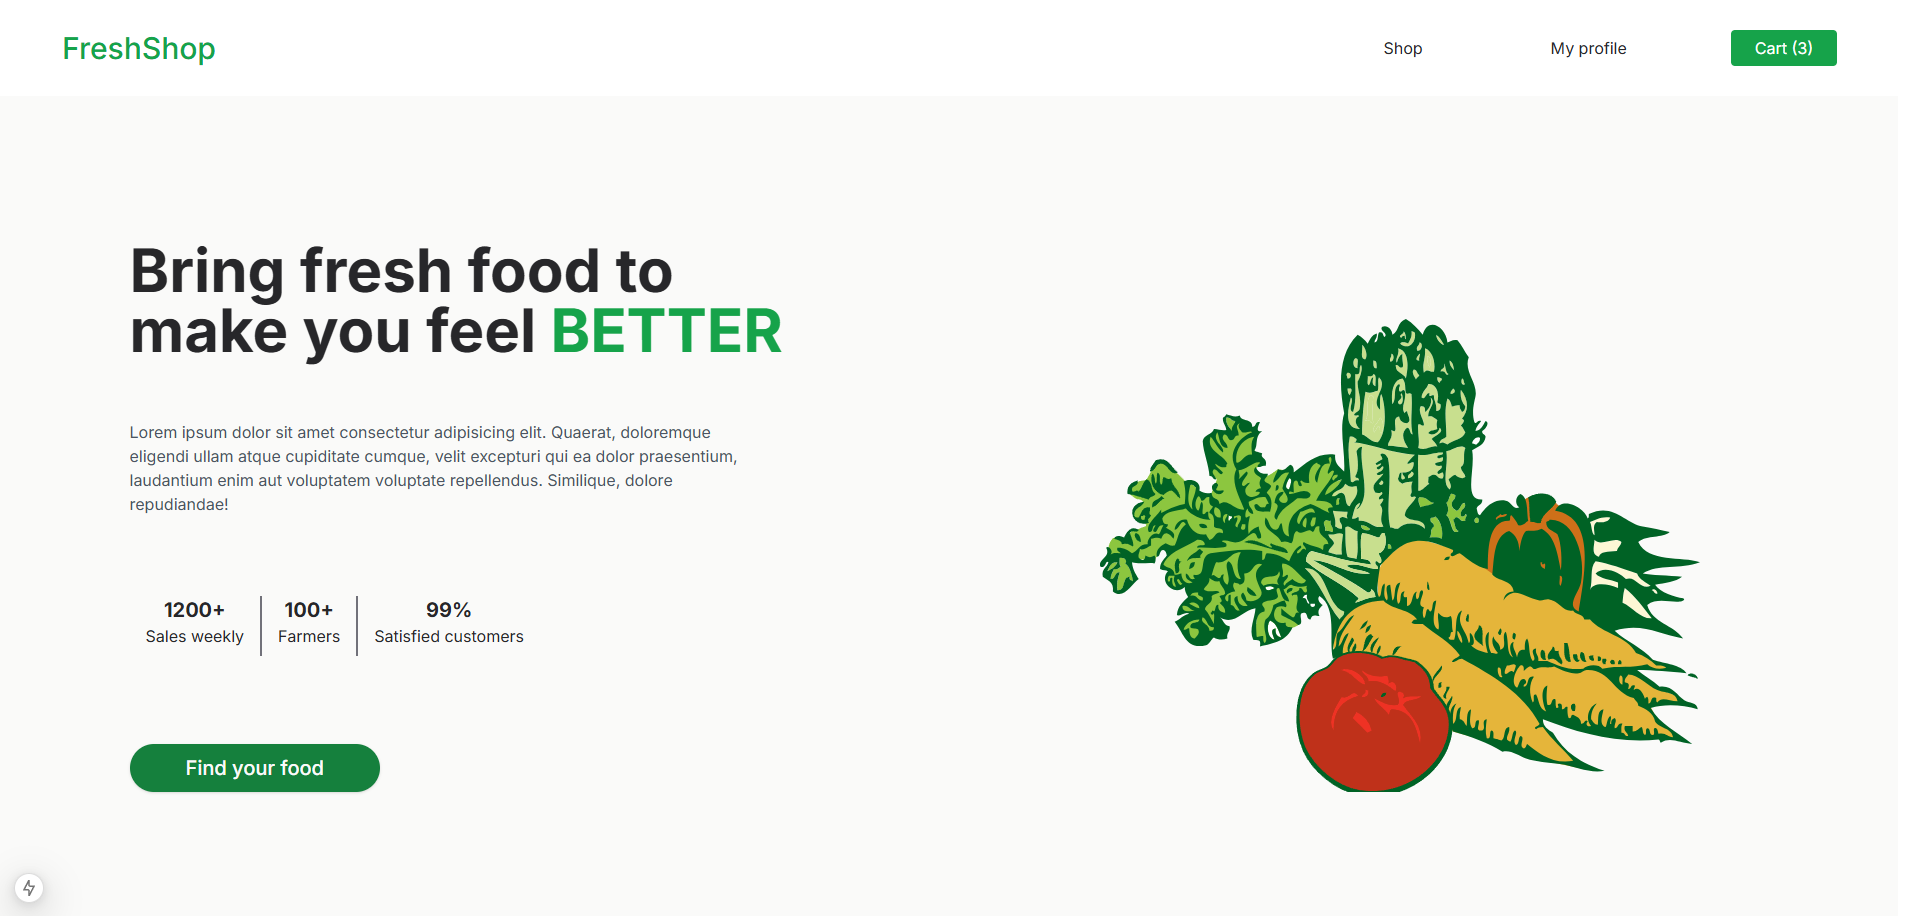 FreshShop
Shop
My profile
Cart (3)
Bring fresh food to
make you feel BETTER
Lorem ipsum dolor sit amet consectetur adipisicing elit. Quaerat, doloremque
eligendi ullam atque cupiditate cumque, velit excepturi qui ea dolor praesentium,
laudantium enim aut voluptatem voluptate repellendus. Similique, dolore
repudiandae!
1200+
Sales weekly
100+
Farmers
99%
Satisfied customers
Find your food